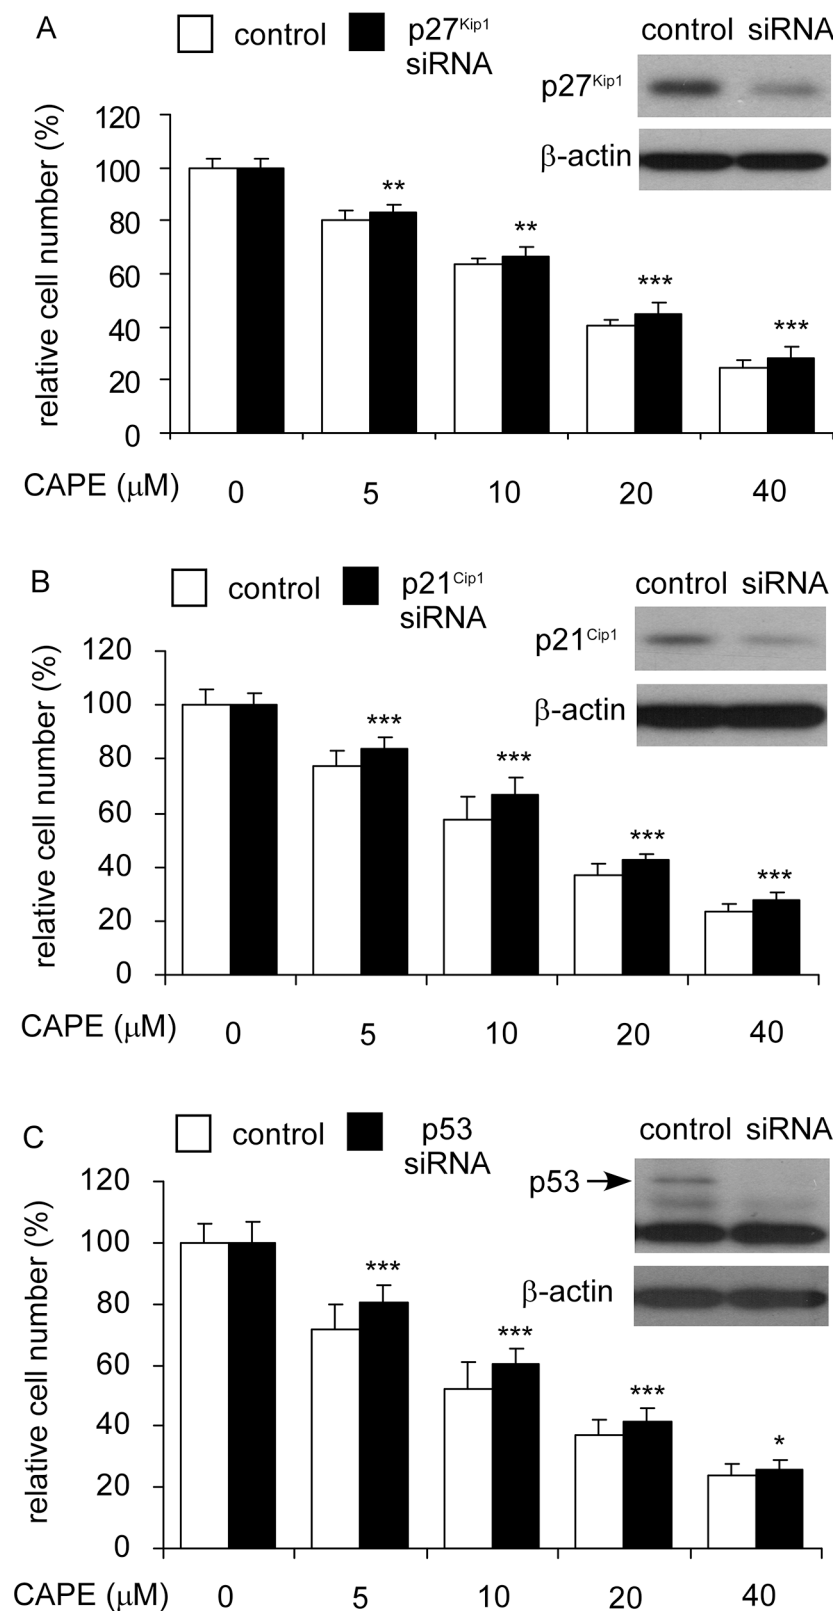 A
control p27Kip1 siRNA
control siRNA
p27Kip1
β-actin
relative cell number (%)
120
100
80
60
40
20
0
**
**
***
***
CAPE (μM) 0 5 10 20 40
B
control p21Cip1 siRNA
control siRNA
p21Cip1
β-actin
relative cell number (%)
120
100
80
60
40
20
0
***
***
***
***
CAPE (μM) 0 5 10 20 40
C
control p53 siRNA
control siRNA
p53
β-actin
relative cell number (%)
120
100
80
60
40
20
0
***
***
***
*
CAPE (μM) 0 5 10 20 40